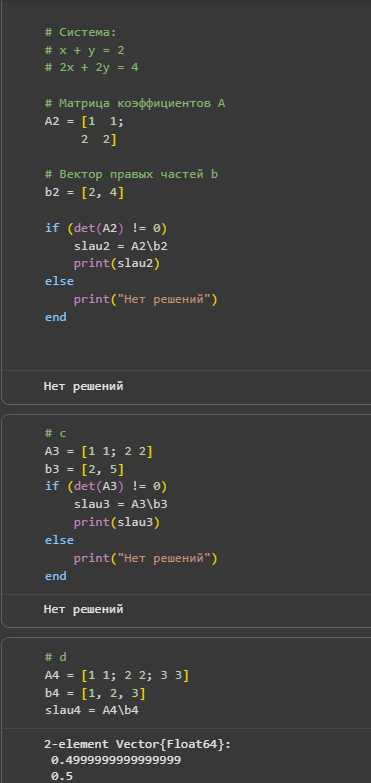 # Система:
# x + y = 2
# 2x + 2y = 4
# Матрица коэффициентов A
A2 = [1  1;
     2  2]
# Вектор правых частей b
b2 = [2, 4]
if (det(A2) != 0)
    slau2 = A2\b2
    print(slau2)
else
    print("Нет решений")
end
Нет решений
# c
A3 = [1 1; 2 2]
b3 = [2, 5]
if (det(A3) != 0)
    slau3 = A3\b3
    print(slau3)
else
    print("Нет решений")
end
Нет решений
# d
A4 = [1 1; 2 2; 3 3]
b4 = [1, 2, 3]
slau4 = A4\b4
2-element Vector{Float64}:
 0.4999999999999999
 0.5